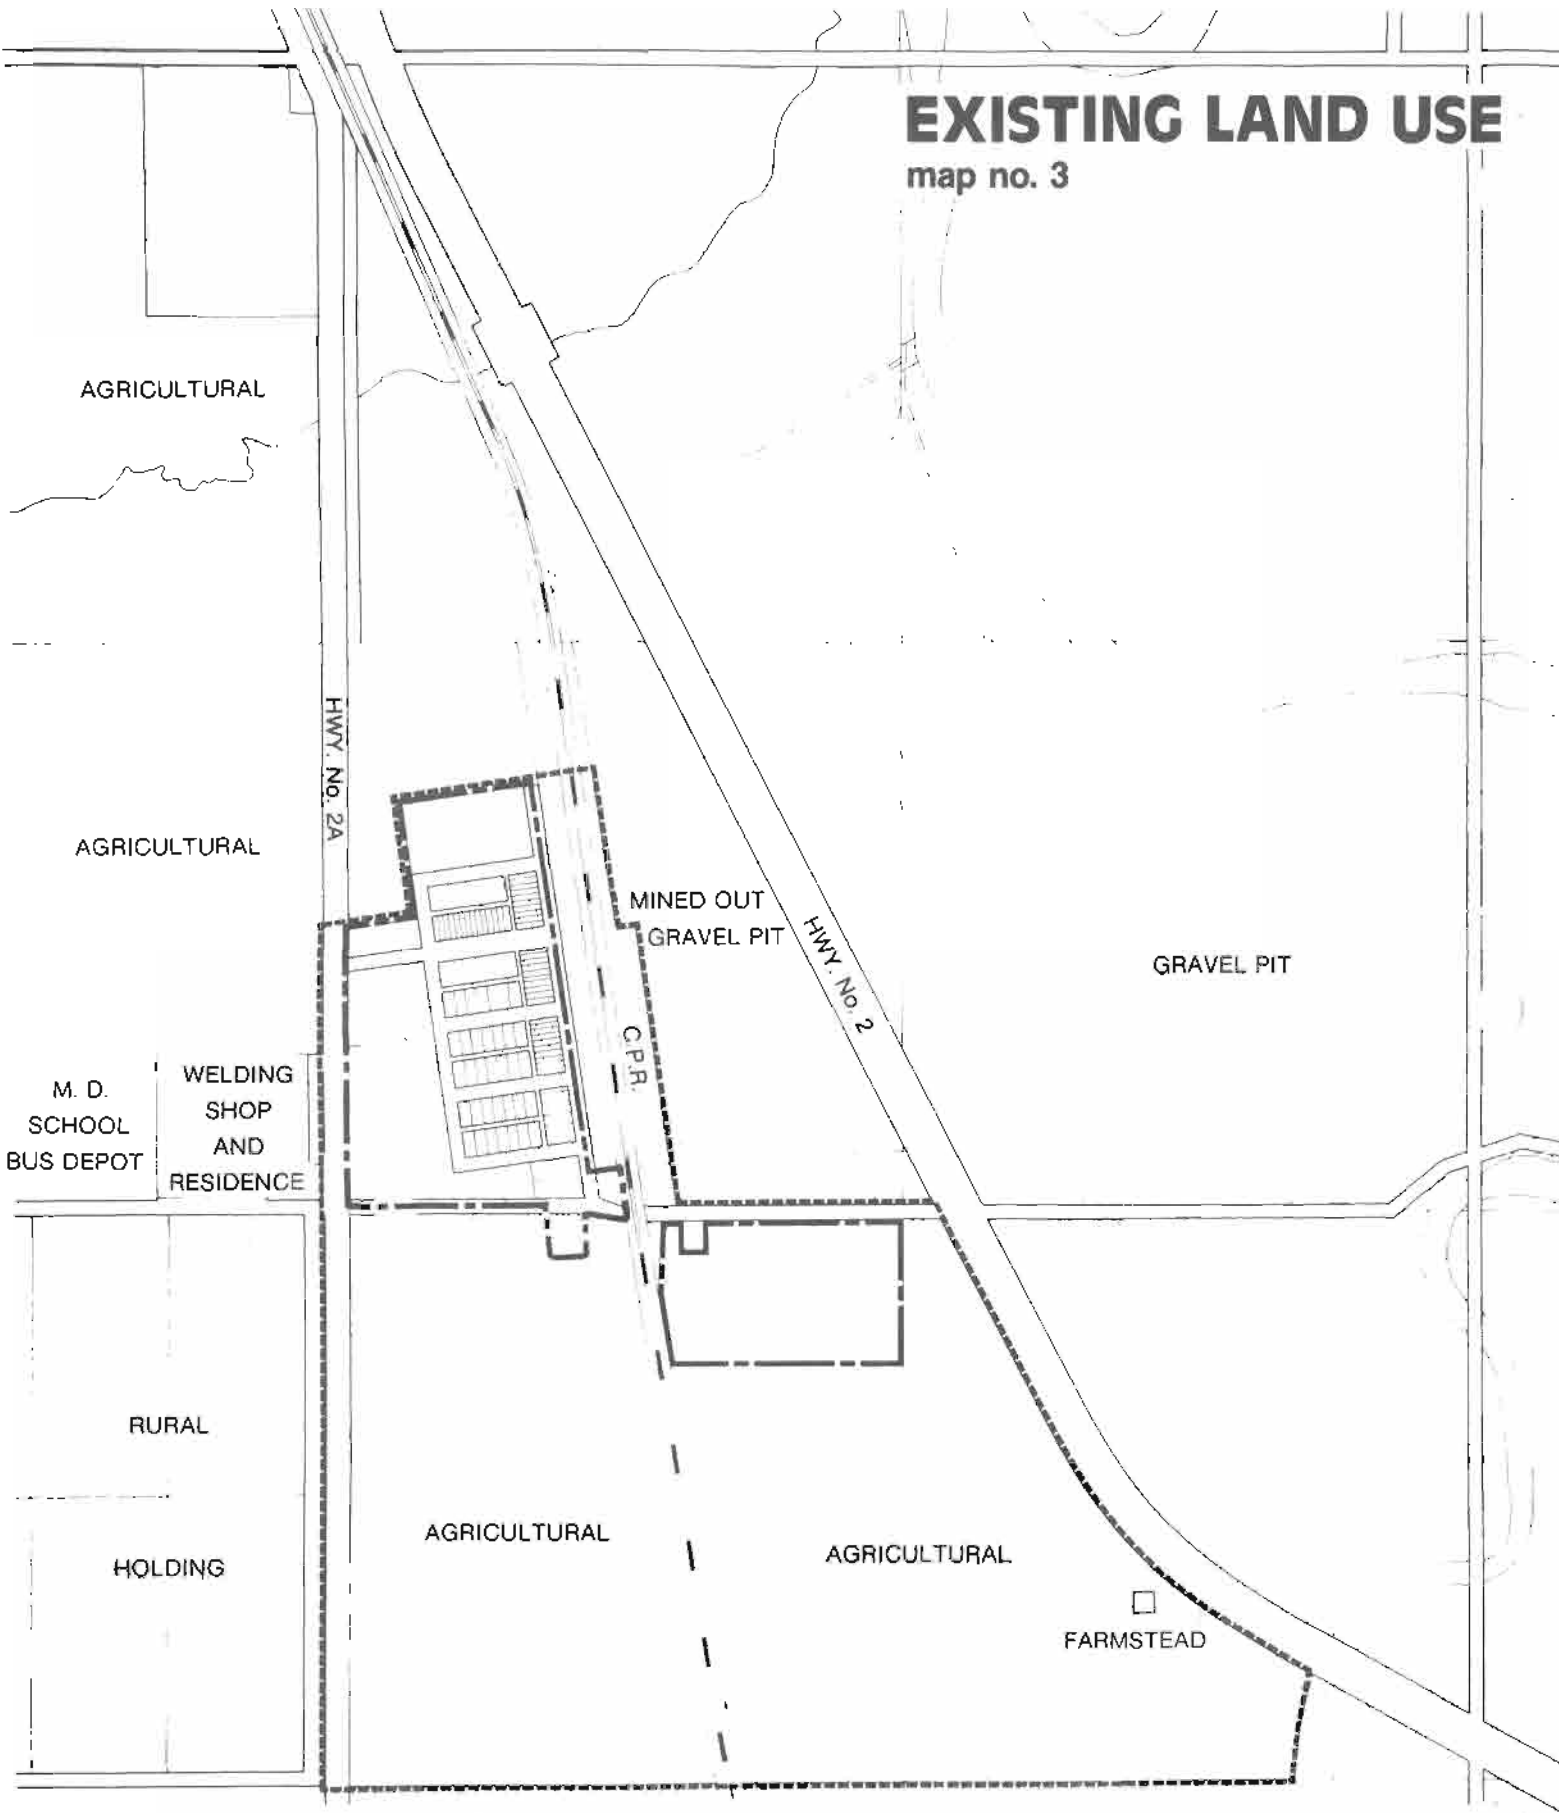 EXISTING LAND USE
map no. 3
AGRICULTURAL
HWY. No. 2A
AGRICULTURAL
MINED OUT
GRAVEL PIT
HWY. No. 2
GRAVEL PIT
C.P.R.
M. D.
SCHOOL
BUS DEPOT
WELDING
SHOP
AND
RESIDENCE
RURAL
HOLDING
AGRICULTURAL
AGRICULTURAL
FARMSTEAD